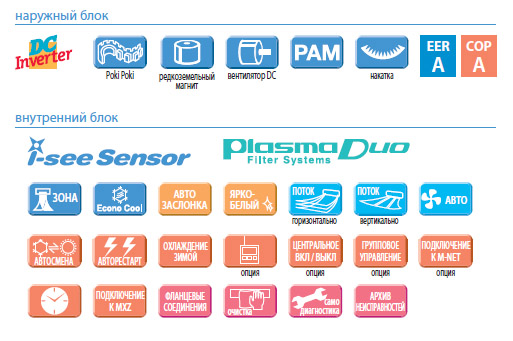 наружный блок
DC
Inverter
Poki Poki
редкоземельный
магнит
вентилятор DC
PAM
накатка
EER
A
COP
A
внутренний блок
i-see Sensor
Plasma Duo
Filter Systems
ЗОНА
Econo Cool
АВТО
ЗАСЛОНКА
ЯРКО-
БЕЛЫЙ
ПОТОК
горизонтально
ПОТОК
вертикально
АВТО
АВТОСМЕНА
АВТОРЕСТАРТ
ОХЛАЖДЕНИЕ
ЗИМОЙ
опция
ЦЕНТРАЛЬНОЕ
ВКЛ / ВЫКЛ
опция
ГРУППОВОЕ
УПРАВЛЕНИЕ
опция
ПОДКЛЮЧЕНИЕ
К M-NET
опция
ПОДКЛЮЧЕНИЕ
К MXZ
ФЛАНЦЕВЫЕ
СОЕДИНЕНИЯ
очистка
само
диагностика
АРХИВ
НЕИСПРАВНОСТЕЙ